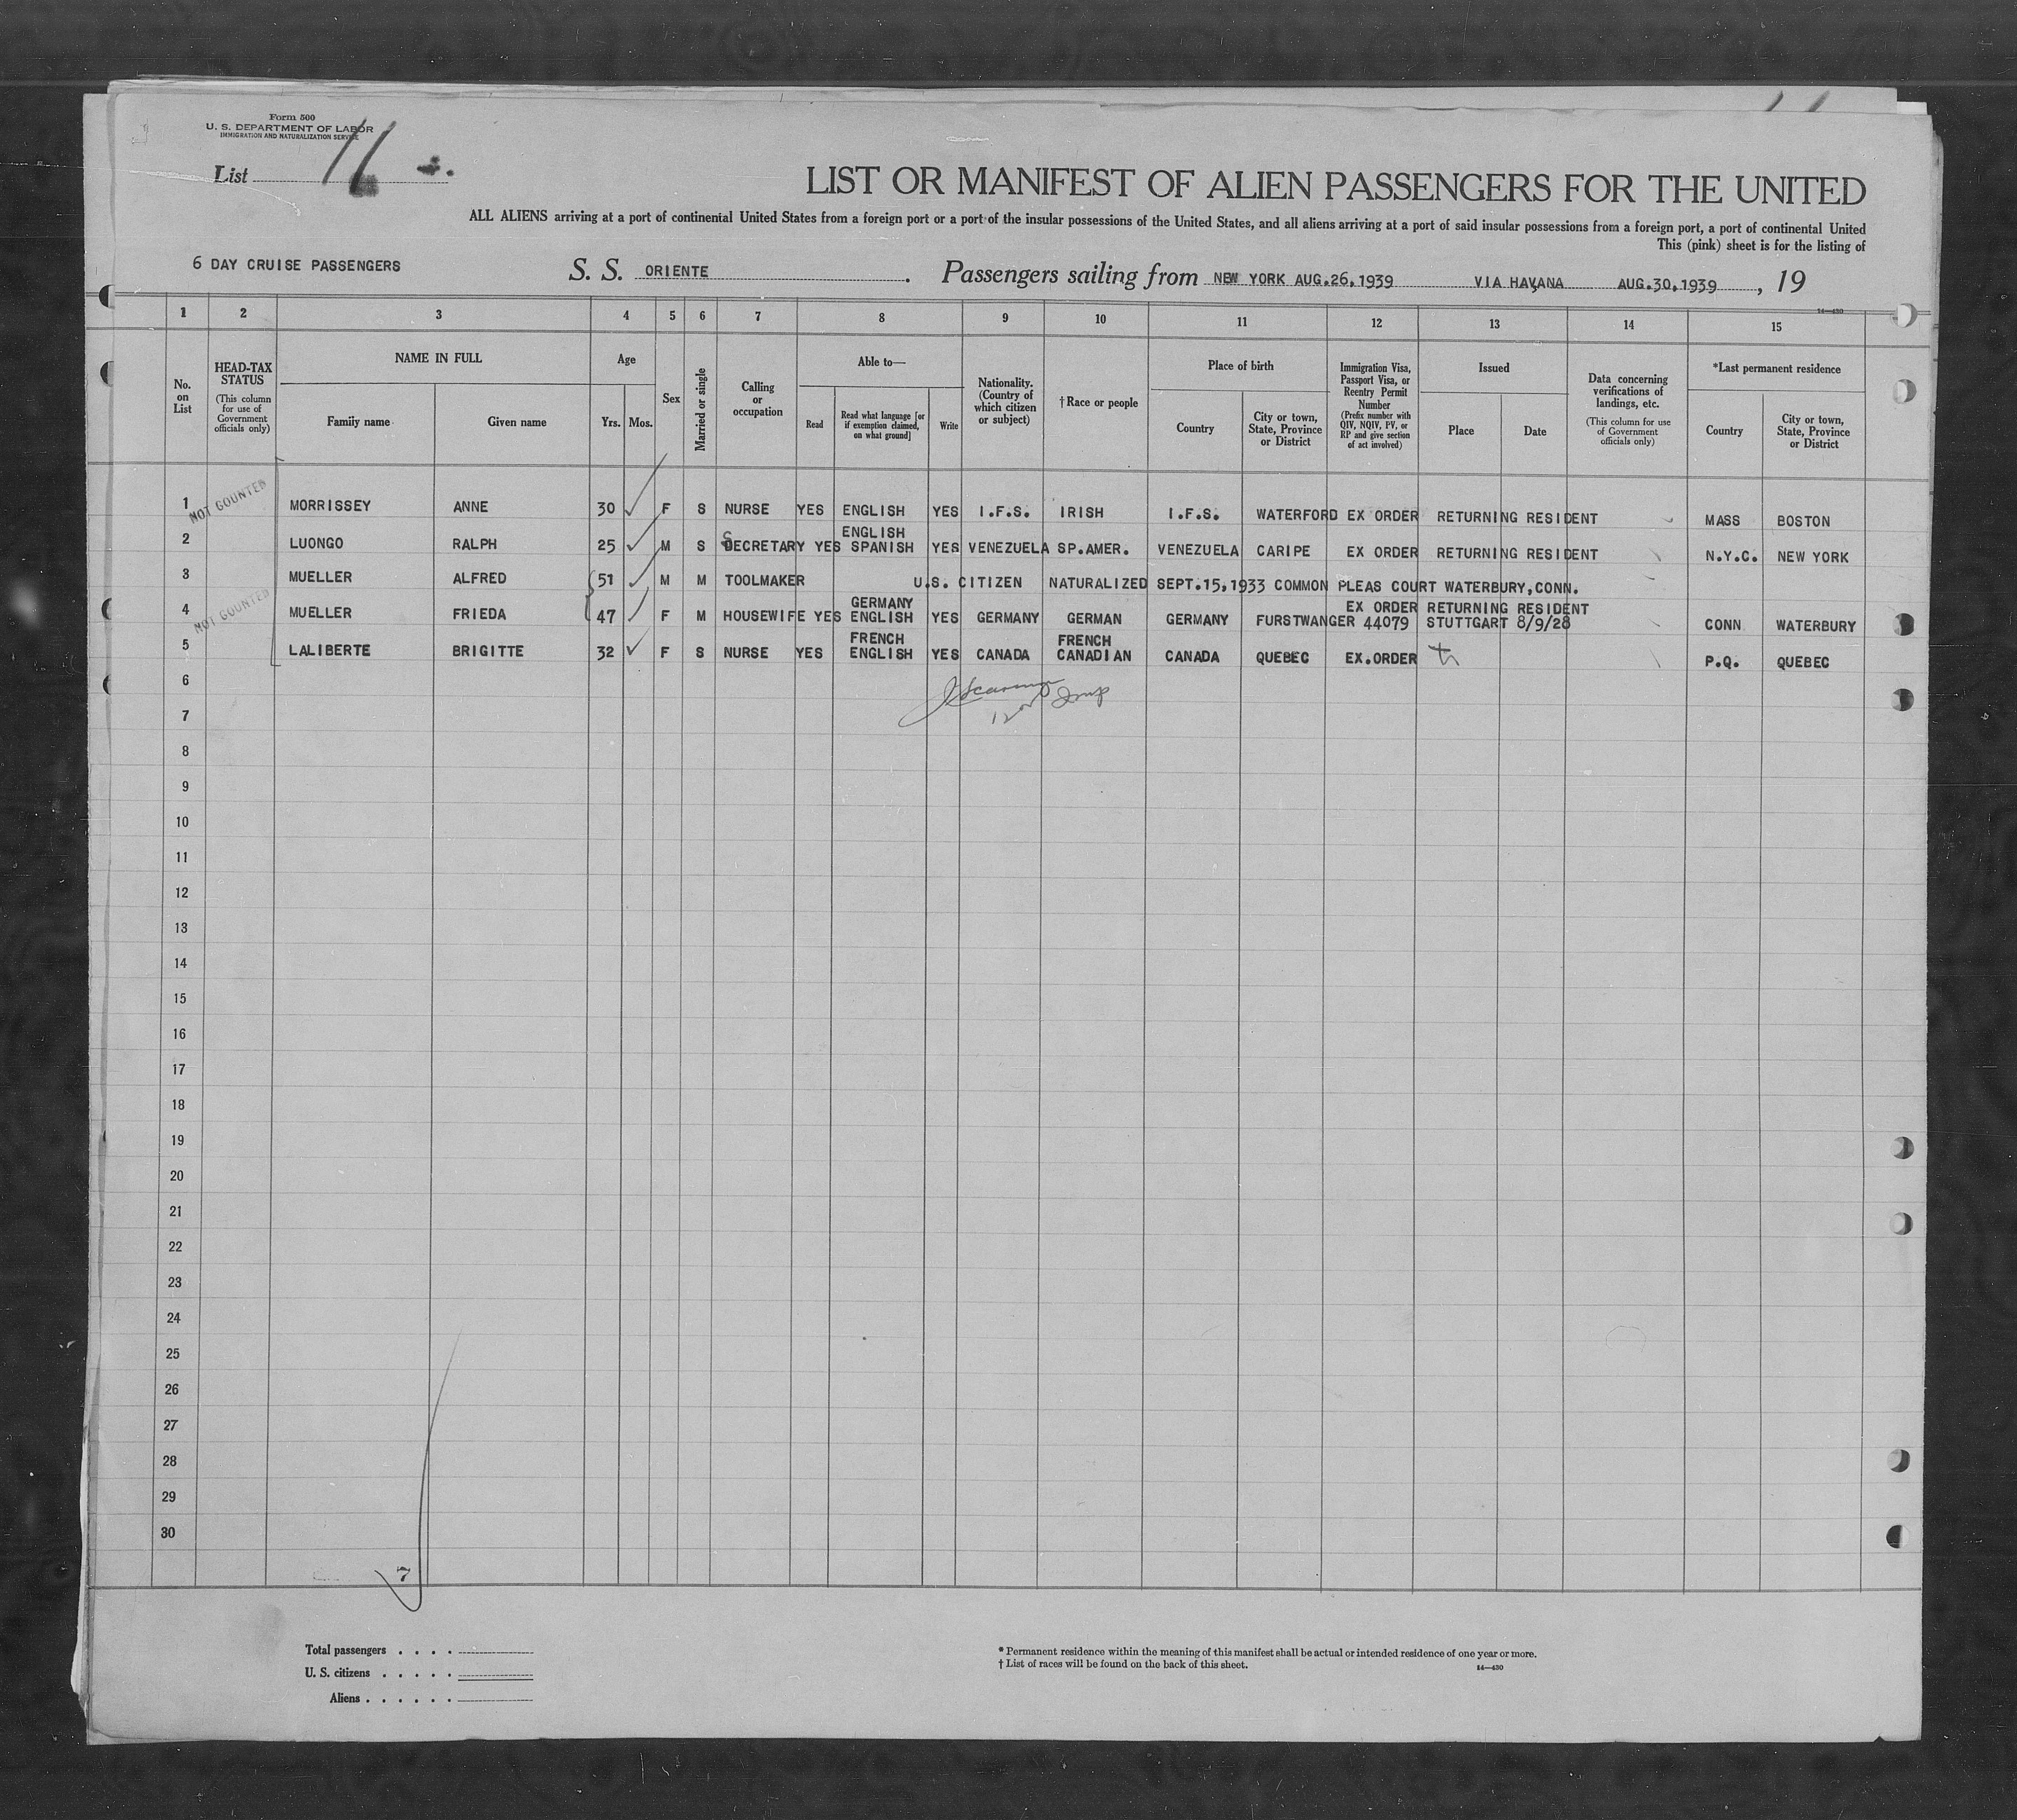 Form 500
U. S. DEPARTMENT OF LABOR
IMMIGRATION AND NATURALIZATION SERVICE
List 11
LIST OR MANIFEST OF ALIEN PASSENGERS FOR THE UNITED
ALL ALIENS arriving at a port of continental United States from a foreign port or a port of the insular possessions of the United States, and all aliens arriving at a port of said insular possessions from a foreign port, a port of continental United
This (pink) sheet is for the listing of
6 DAY CRUISE PASSENGERS S. S. ORIENTE. Passengers sailing from NEW YORK AUG.26,1939 VIA HAVANA AUG.30,1939, 19
14—430
1 2 3 4 5 6 7 8 9 10 11 12 13 14 15
No. on List
HEAD-TAX STATUS (This column for use of Government officials only)
NAME IN FULL
Family name
Given name
Age
Yrs.
Mos.
Sex
Married or single
Calling or occupation
Able to—
Read
Read what language [or if exemption claimed, on what ground]
Write
Nationality. (Country of which citizen or subject)
†Race or people
Place of birth
Country
City or town, State, Province or District
Immigration Visa, Passport Visa, or Reentry Permit Number (Prefix number with QIV, NQIV, PV, or RP and give section of act involved)
Issued
Place
Date
Data concerning verifications of landings, etc. (This column for use of Government officials only)
*Last permanent residence
Country
City or town, State, Province or District
1 NOT COUNTED MORRISSEY ANNE 30 F S NURSE YES ENGLISH YES I.F.S. IRISH I.F.S. WATERFORD EX ORDER RETURNING RESIDENT MASS BOSTON
2 LUONGO RALPH 25 M S SECRETARY YES ENGLISH SPANISH YES VENEZUELA SP.AMER. VENEZUELA CARIPE EX ORDER RETURNING RESIDENT N.Y.C. NEW YORK
3 MUELLER ALFRED 51 M M TOOLMAKER U.S. CITIZEN NATURALIZED SEPT.15,1933 COMMON PLEAS COURT WATERBURY,CONN.
4 NOT COUNTED MUELLER FRIEDA 47 F M HOUSEWIFE YES GERMANY ENGLISH YES GERMANY GERMAN GERMANY FURSTWANGER EX ORDER RETURNING RESIDENT 44079 STUTTGART 8/9/28 CONN WATERBURY
5 LALIBERTE BRIGITTE 32 F S NURSE YES FRENCH ENGLISH YES CANADA FRENCH CANADIAN CANADA QUEBEC EX.ORDER P.Q. QUEBEC
6
7
8
9
10
11
12
13
14
15
16
17
18
19
20
21
22
23
24
25
26
27
28
29
30
7
Total passengers . . . .
U. S. citizens . . . . .
Aliens . . . . . .
* Permanent residence within the meaning of this manifest shall be actual or intended residence of one year or more.
† List of races will be found on the back of this sheet.
14—430